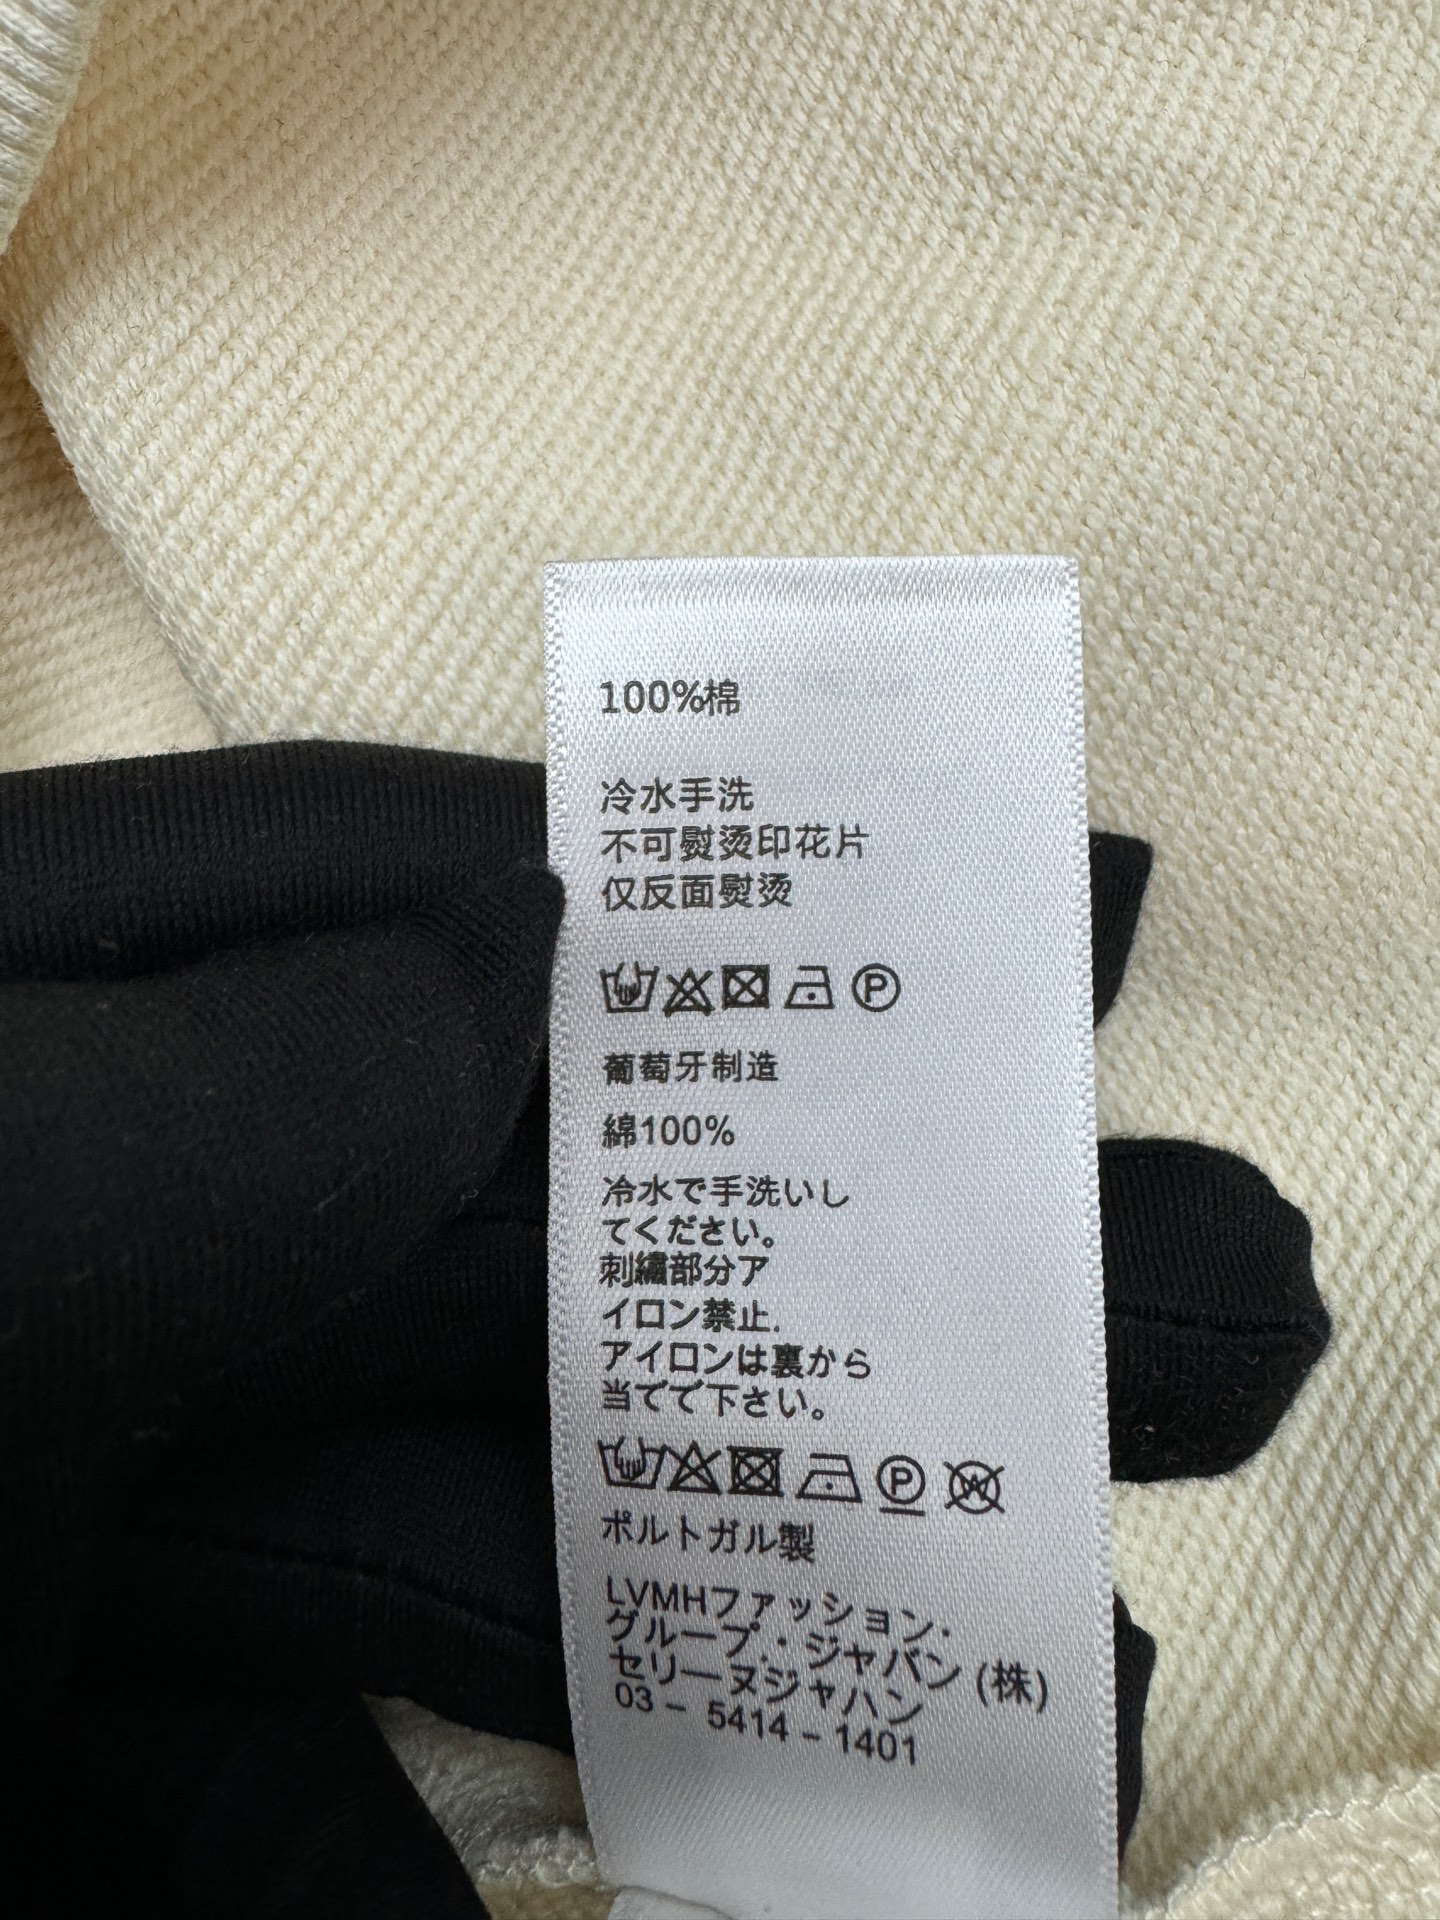 100%棉
冷水手洗
不可熨烫印花片
仅反面熨烫
P
葡萄牙制造
綿100%
冷水で手洗いし
てください。
刺繍部分ア
イロン禁止.
アイロンは裏から
当てで下さい。
P W
ポルトガル製
LVMHファッション.
グループ・ジャパン (株)
セリーヌジャハン
03 - 5414 - 1401